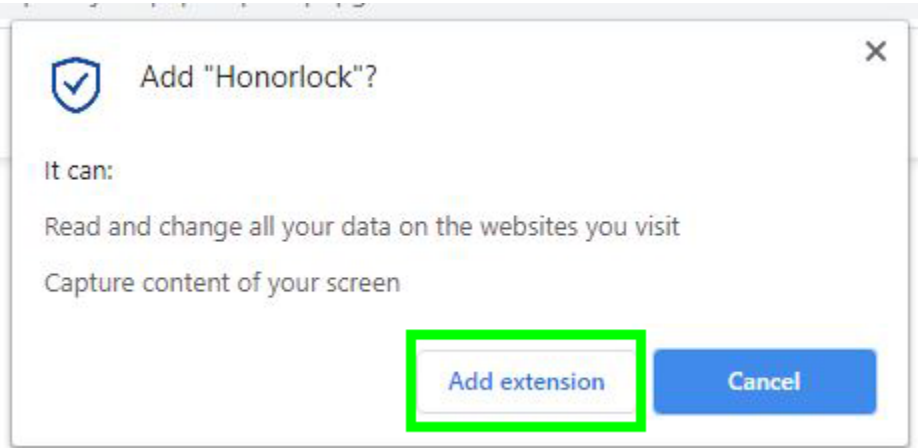 Add "Honorlock"?
It can:
Read and change all your data on the websites you visit
Capture content of your screen
Add extension
Cancel